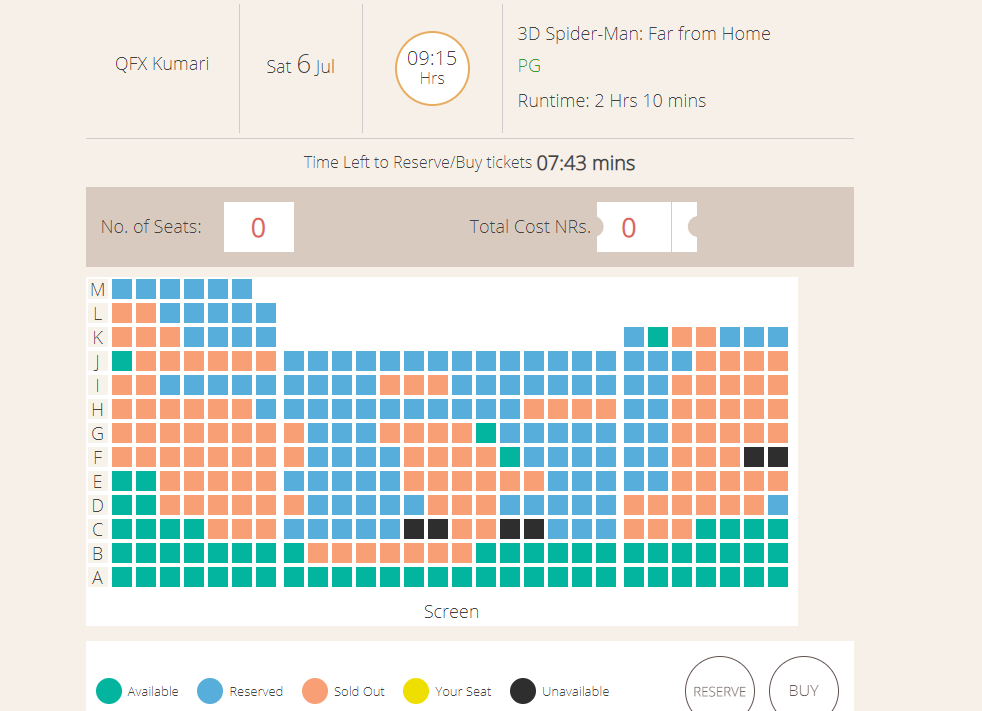 QFX Kumari
Sat 6 Jul
09:15
Hrs
3D Spider-Man: Far from Home
PG
Runtime: 2 Hrs 10 mins
Time Left to Reserve/Buy tickets 07:43 mins
No. of Seats: 0
Total Cost NRs. 0
M
L
K
J
I
H
G
F
E
D
C
B
A
Screen
Available
Reserved
Sold Out
Your Seat
Unavailable
RESERVE
BUY